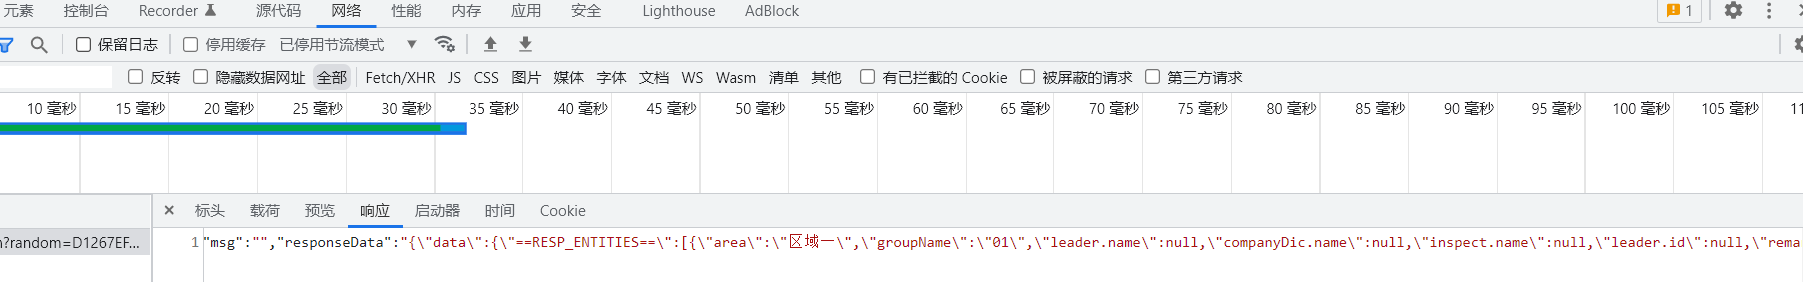 元素 控制台 Recorder 源代码 网络 性能 内存 应用 安全 Lighthouse AdBlock 1
保留日志 停用缓存 已停用节流模式
反转 隐藏数据网址 全部 Fetch/XHR JS CSS 图片 媒体 字体 文档 WS Wasm 清单 其他 有已拦截的 Cookie 被屏蔽的请求 第三方请求
10 毫秒 15 毫秒 20 毫秒 25 毫秒 30 毫秒 35 毫秒 40 毫秒 45 毫秒 50 毫秒 55 毫秒 60 毫秒 65 毫秒 70 毫秒 75 毫秒 80 毫秒 85 毫秒 90 毫秒 95 毫秒 100 毫秒 105 毫秒 11
× 标头 载荷 预览 响应 启动器 时间 Cookie
n?random=D1267EF... 1 "msg":"","responseData":"{\"data\":{\"==RESP_ENTITIES==\":[{\"area\":\"区域一\",\"groupName\":\"01\",\"leader.name\":null,\"companyDic.name\":null,\"inspect.name\":null,\"leader.id\":null,\"rema